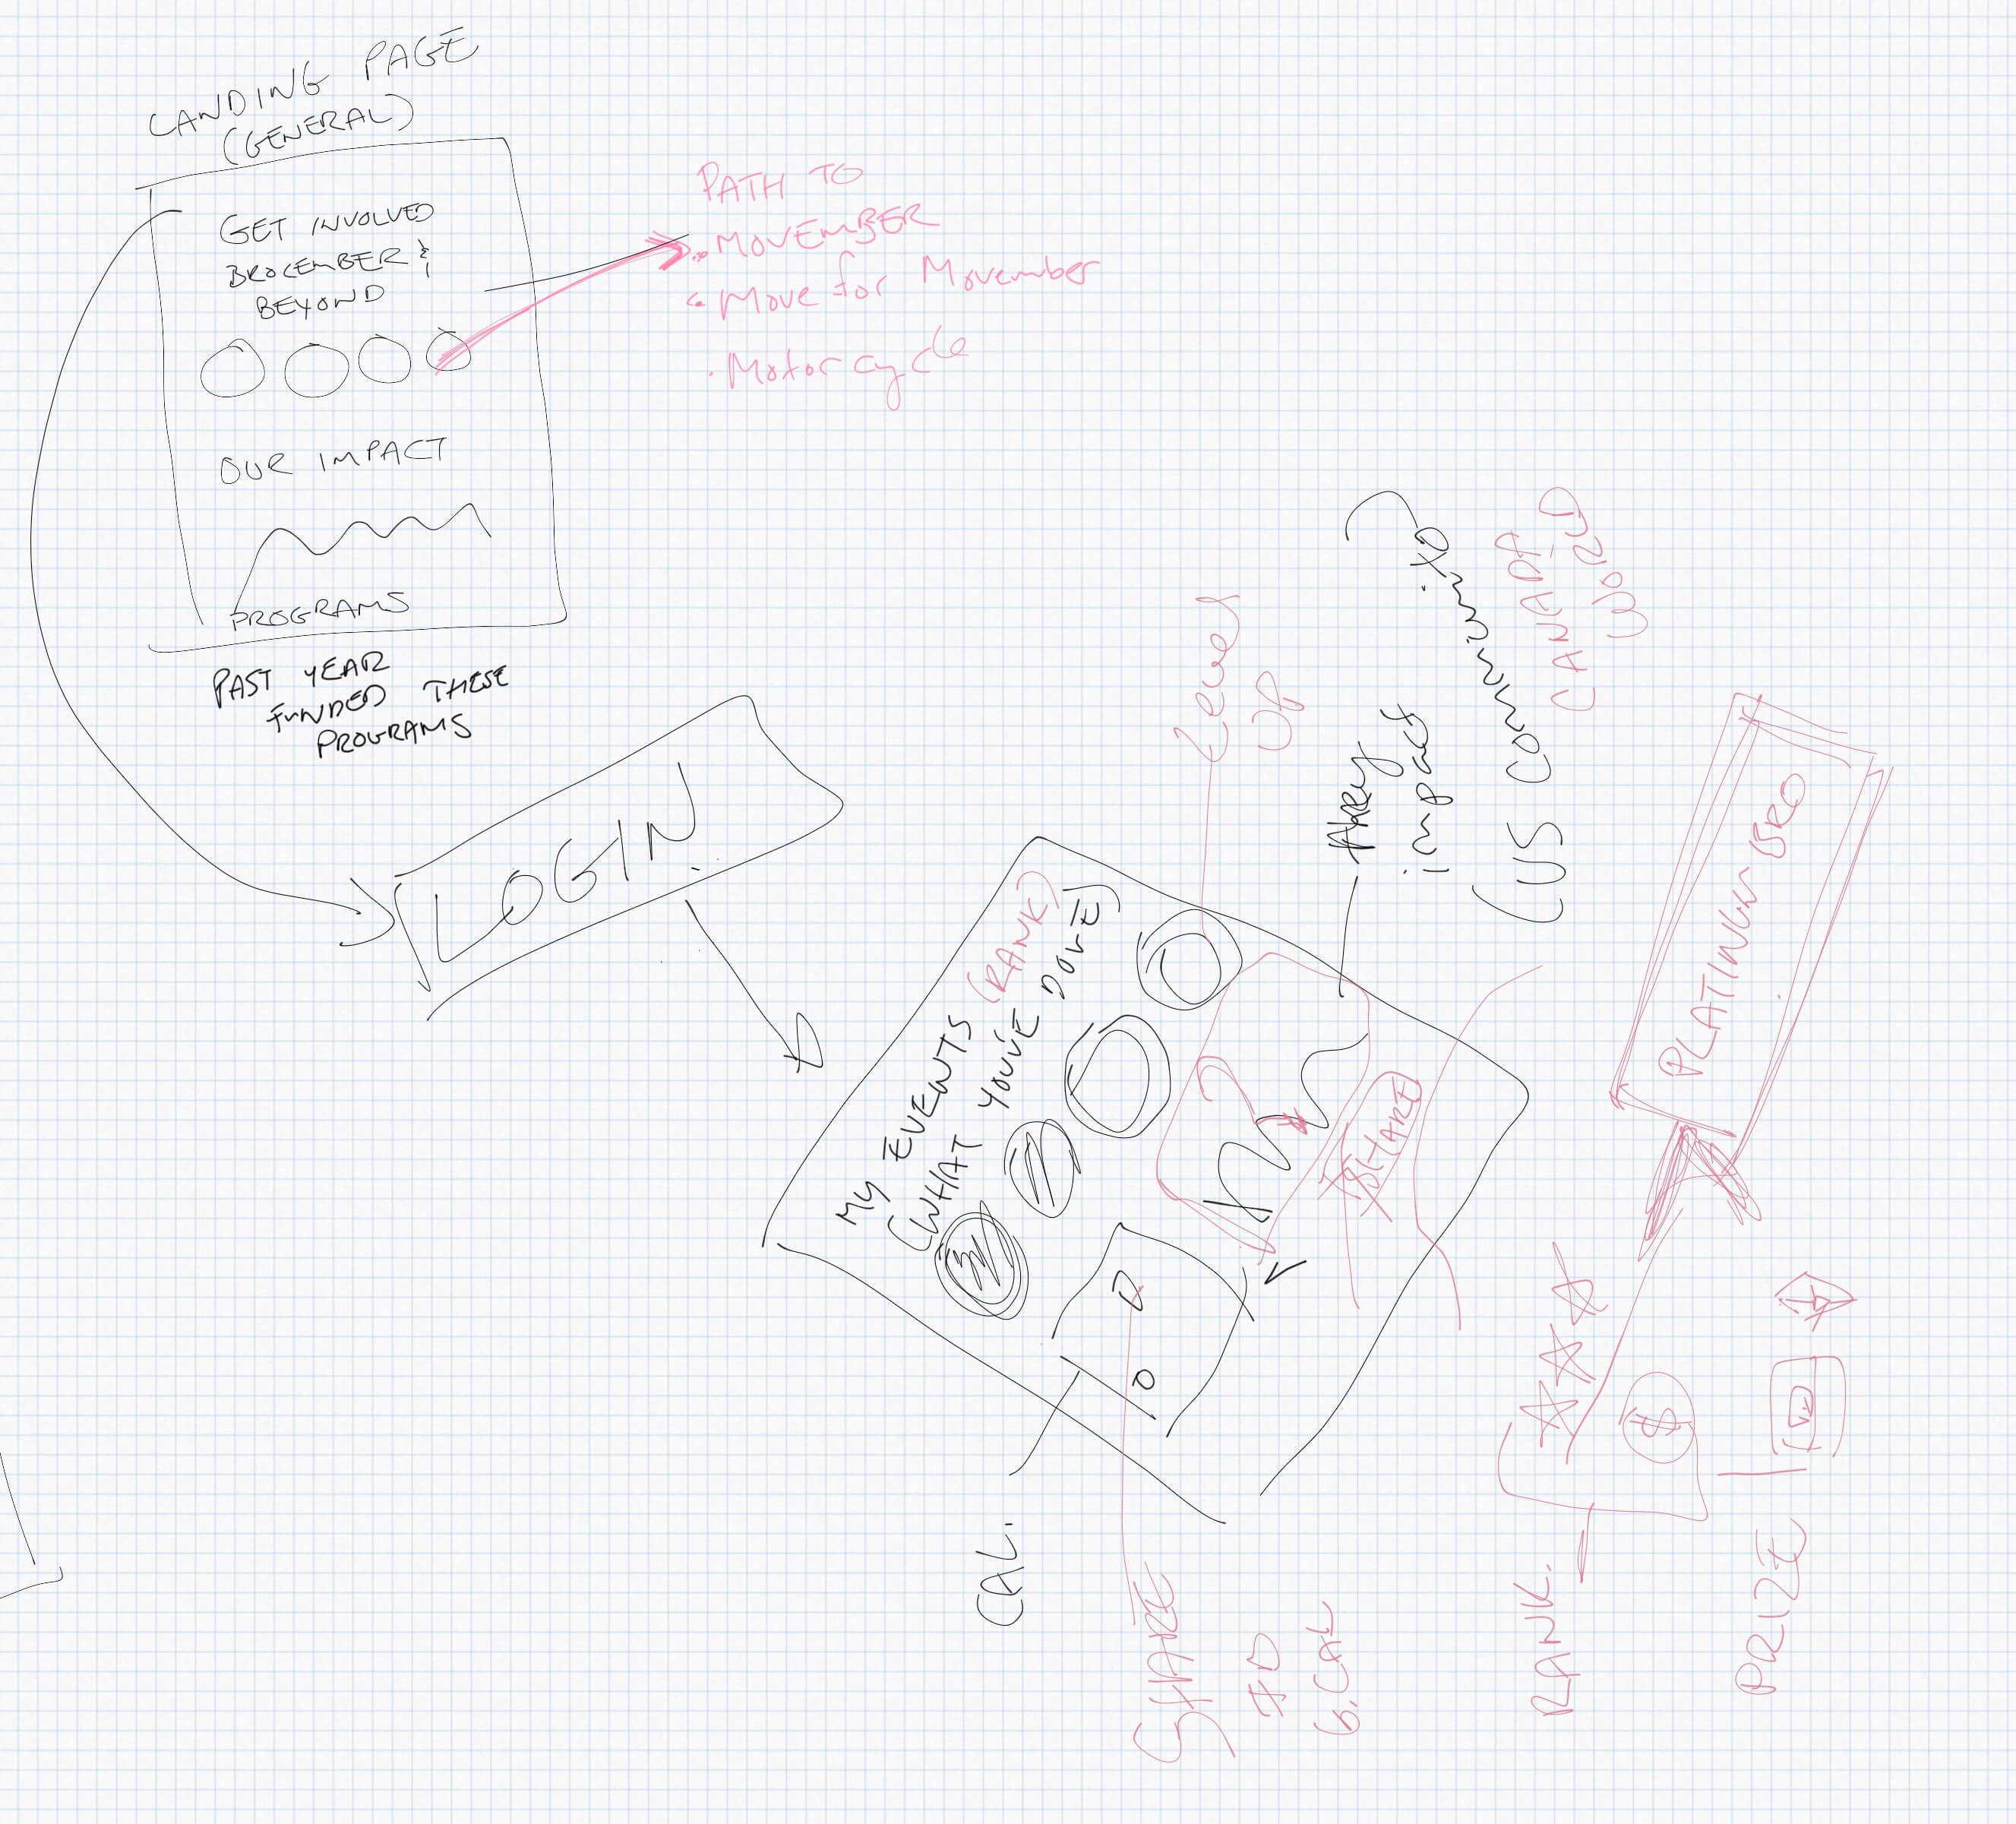 LANDING PAGE
(GENERAL)
GET INVOLVED
BROCEMBER &
BEYOND
OUR IMPACT
PROGRAMS
PAST YEAR
FUNDED THESE
PROGRAMS
PATH TO
• MOVEMBER
• Move for Movember
• Motorcycle
LOGIN
MY EVENTS (RANK)
(WHAT YOU'VE DONE)
Level
UP
impact
(US community)
CANADA
WORLD
SHARE
CAL.
SHARE
TO
G.CAL
PLATINUM BRO
$
RANK.
PRIZE